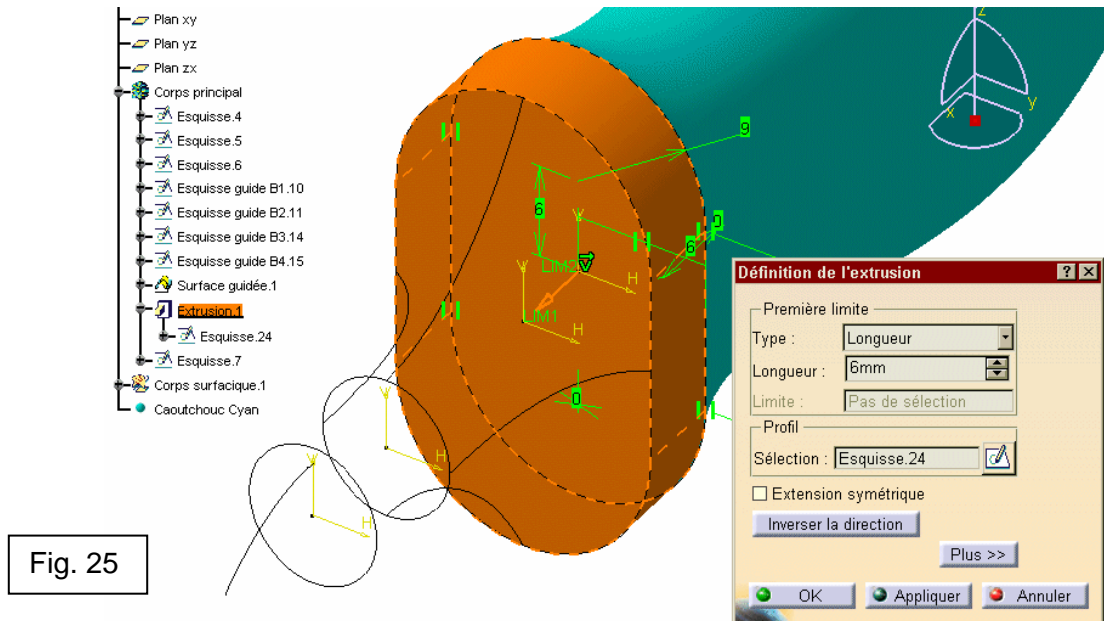 Plan xy
Plan yz
Plan zx
Corps principal
Esquisse.4
Esquisse.5
Esquisse.6
Esquisse guide B1.10
Esquisse guide B2.11
Esquisse guide B3.14
Esquisse guide B4.15
Surface guidée.1
Extrusion.1
Esquisse.24
Esquisse.7
Corps surfacique.1
Caoutchouc Cyan
z
x
y
9
6
0
6
V
H
LIM2
V
LIM1
H
0
V
H
V
H
Définition de l'extrusion
Première limite
Type : Longueur
Longueur : 6mm
Limite : Pas de sélection
Profil
Sélection : Esquisse.24
Extension symétrique
Inverser la direction
Plus >>
OK Appliquer Annuler
Fig. 25